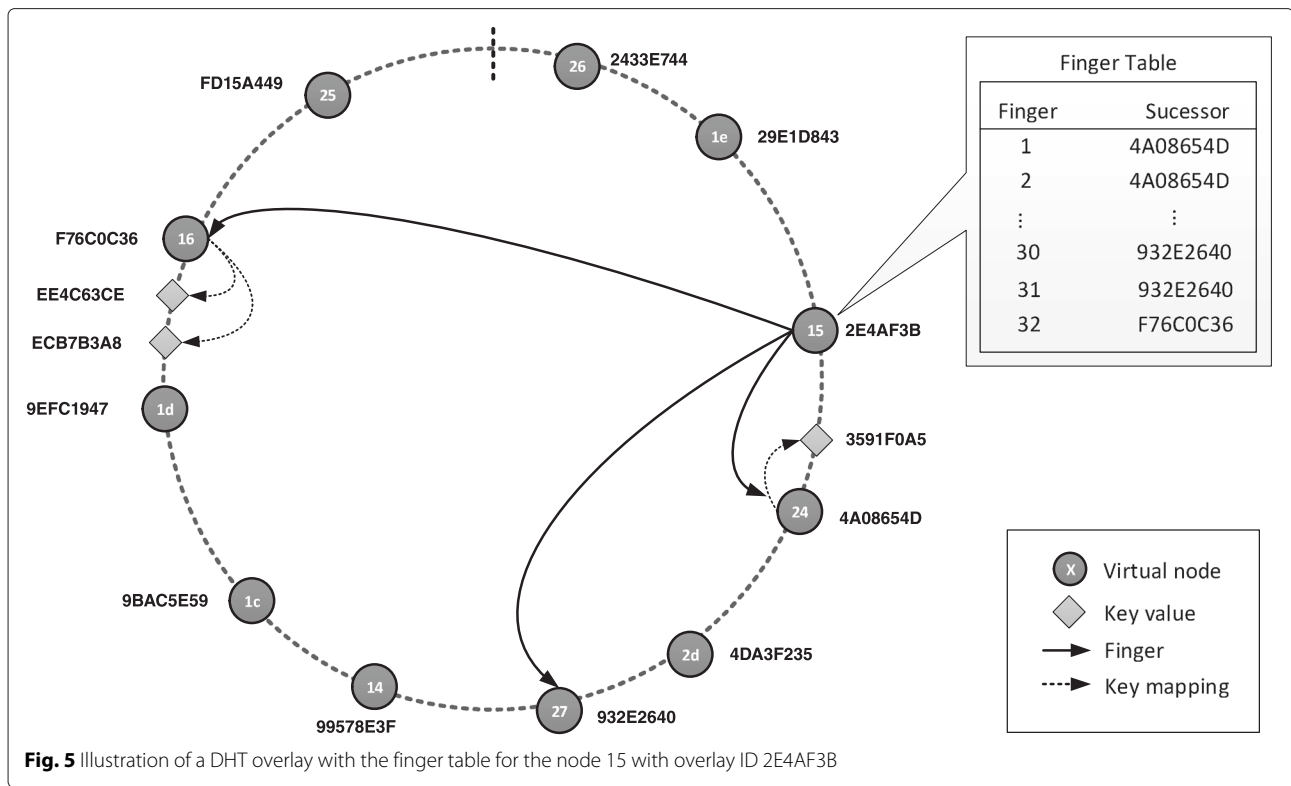 26
2433E744
25
FD15A449
1e
29E1D843
16
F76C0C36
EE4C63CE
ECB7B3A8
15
2E4AF3B
1d
9EFC1947
3591F0A5
24
4A08654D
1c
9BAC5E59
2d
4DA3F235
14
99578E3F
27
932E2640
Finger Table
Finger Sucessor
1 4A08654D
2 4A08654D
⋮ ⋮
30 932E2640
31 932E2640
32 F76C0C36
X Virtual node
Key value
Finger
Key mapping
Fig. 5 Illustration of a DHT overlay with the finger table for the node 15 with overlay ID 2E4AF3B